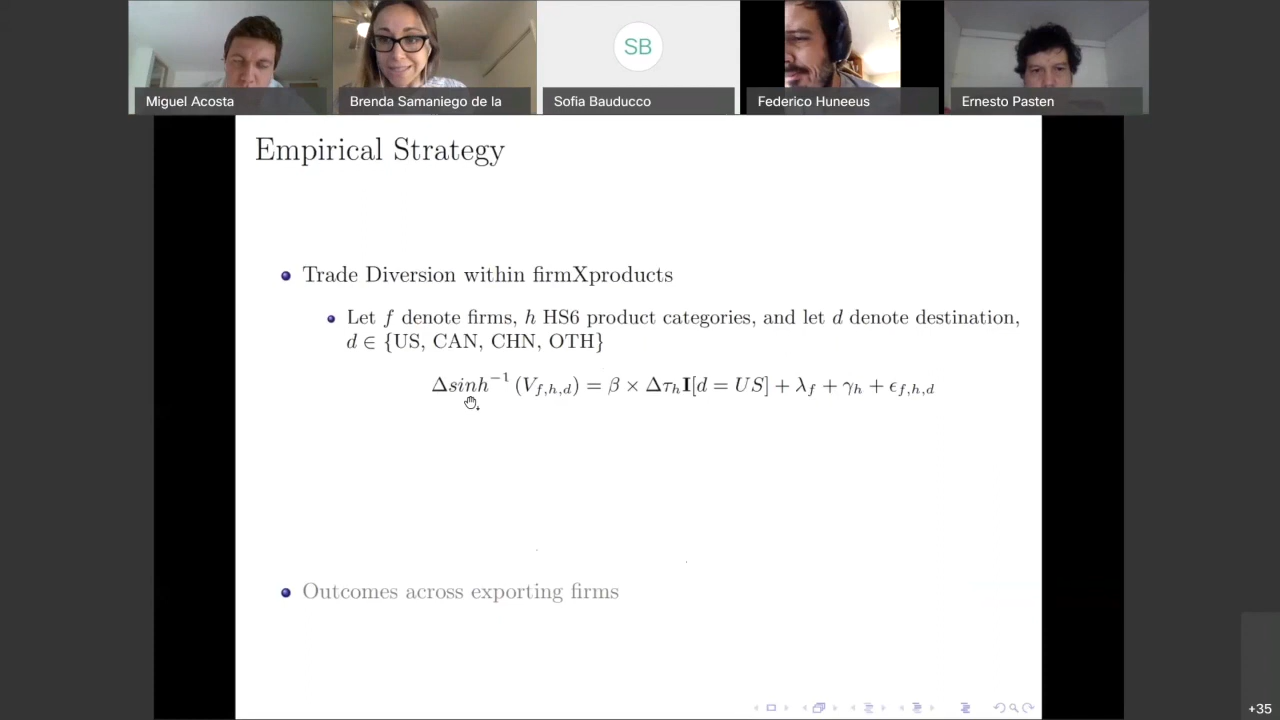 Miguel Acosta
Brenda Samaniego de la
SB
Sofia Bauducco
Federico Huneeus
Ernesto Pasten
Empirical Strategy
Trade Diversion within firmXproducts
Let f denote firms, h HS6 product categories, and let d denote destination,
d ∈ {US, CAN, CHN, OTH}
Δsinh⁻¹ (V_{f,h,d}) = β × Δτ_h I[d = US] + λ_f + γ_h + ϵ_{f,h,d}
Outcomes across exporting firms
+35